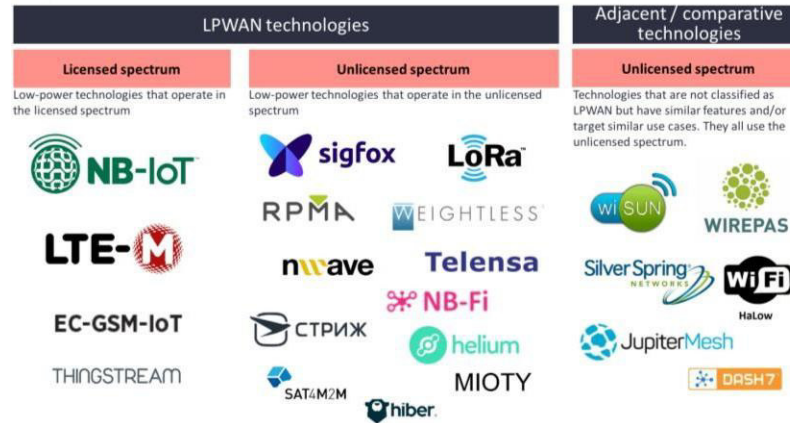 LPWAN technologies
Adjacent / comparative
technologies
Licensed spectrum
Unlicensed spectrum
Unlicensed spectrum
Low-power technologies that operate in
the licensed spectrum
Low-power technologies that operate in the unlicensed
spectrum
Technologies that are not classified as
LPWAN but have similar features and/or
target similar use cases. They all use the
unlicensed spectrum.
NB-IoT™
LTE-M
EC-GSM-IoT
THINGSTREAM
sigfox
LoRa™
RPMA
WEIGHTLESS
nwave
Telensa
NB-Fi
СТРИЖ
helium
SAT4M2M
MIOTY
hiber.
wi SUN
WIREPAS
Silver Spring®
NETWORKS
Wi Fi
HaLow
JupiterMesh
DASH7